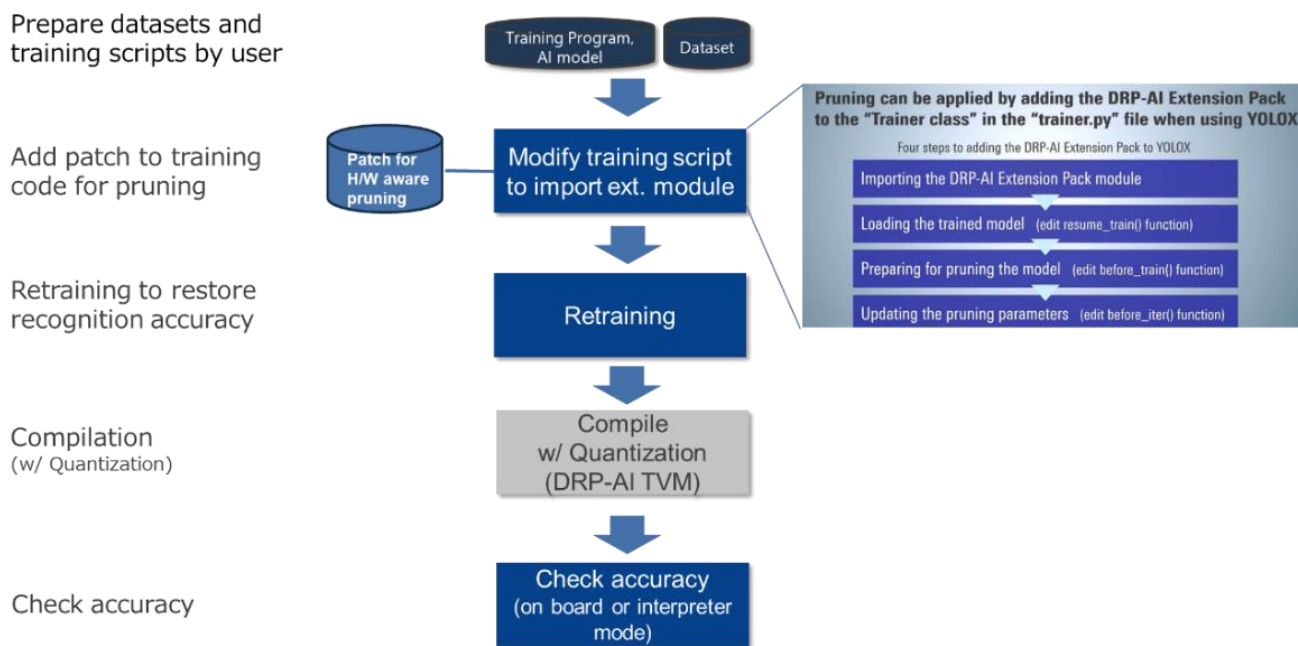 Prepare datasets and
training scripts by user
Training Program,
AI model
Dataset
Add patch to training
code for pruning
Patch for
H/W aware
pruning
Modify training script
to import ext. module
Pruning can be applied by adding the DRP-AI Extension Pack
to the “Trainer class” in the “trainer.py” file when using YOLOX
Four steps to adding the DRP-AI Extension Pack to YOLOX
Importing the DRP-AI Extension Pack module
Loading the trained model (edit resume_train() function)
Preparing for pruning the model (edit before_train() function)
Updating the pruning parameters (edit before_iter() function)
Retraining to restore
recognition accuracy
Retraining
Compilation
(w/ Quantization)
Compile
w/ Quantization
(DRP-AI TVM)
Check accuracy
Check accuracy
(on board or interpreter
mode)